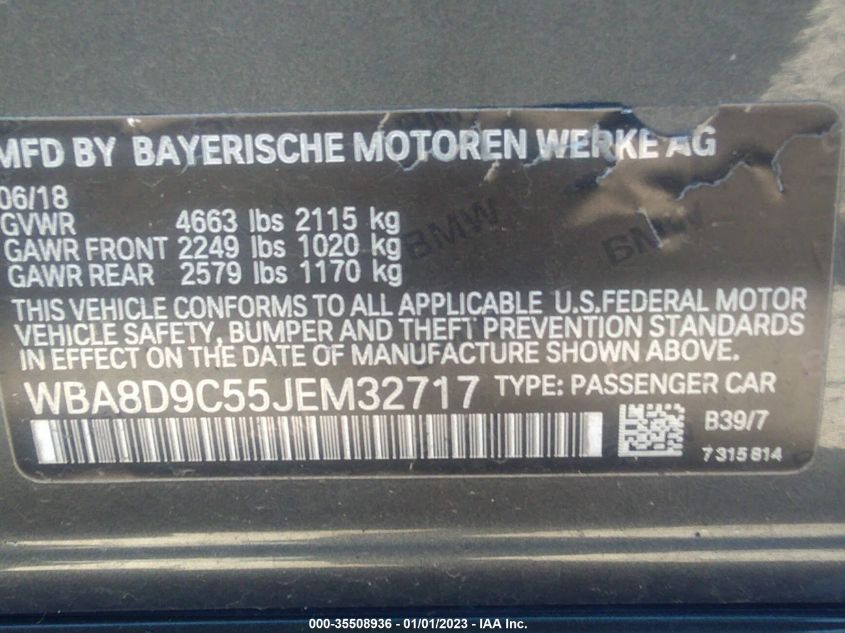 MFD BY BAYERISCHE MOTOREN WERKE AG
06/18
GVWR 4663 lbs 2115 kg
GAWR FRONT 2249 lbs 1020 kg
GAWR REAR 2579 lbs 1170 kg
THIS VEHICLE CONFORMS TO ALL APPLICABLE U.S.FEDERAL MOTOR
VEHICLE SAFETY, BUMPER AND THEFT PREVENTION STANDARDS
IN EFFECT ON THE DATE OF MANUFACTURE SHOWN ABOVE.
WBA8D9C55JEM32717 TYPE: PASSENGER CAR
B39/7
7 315 814
BMW BMW
000-35508936 - 01/01/2023 - IAA Inc.